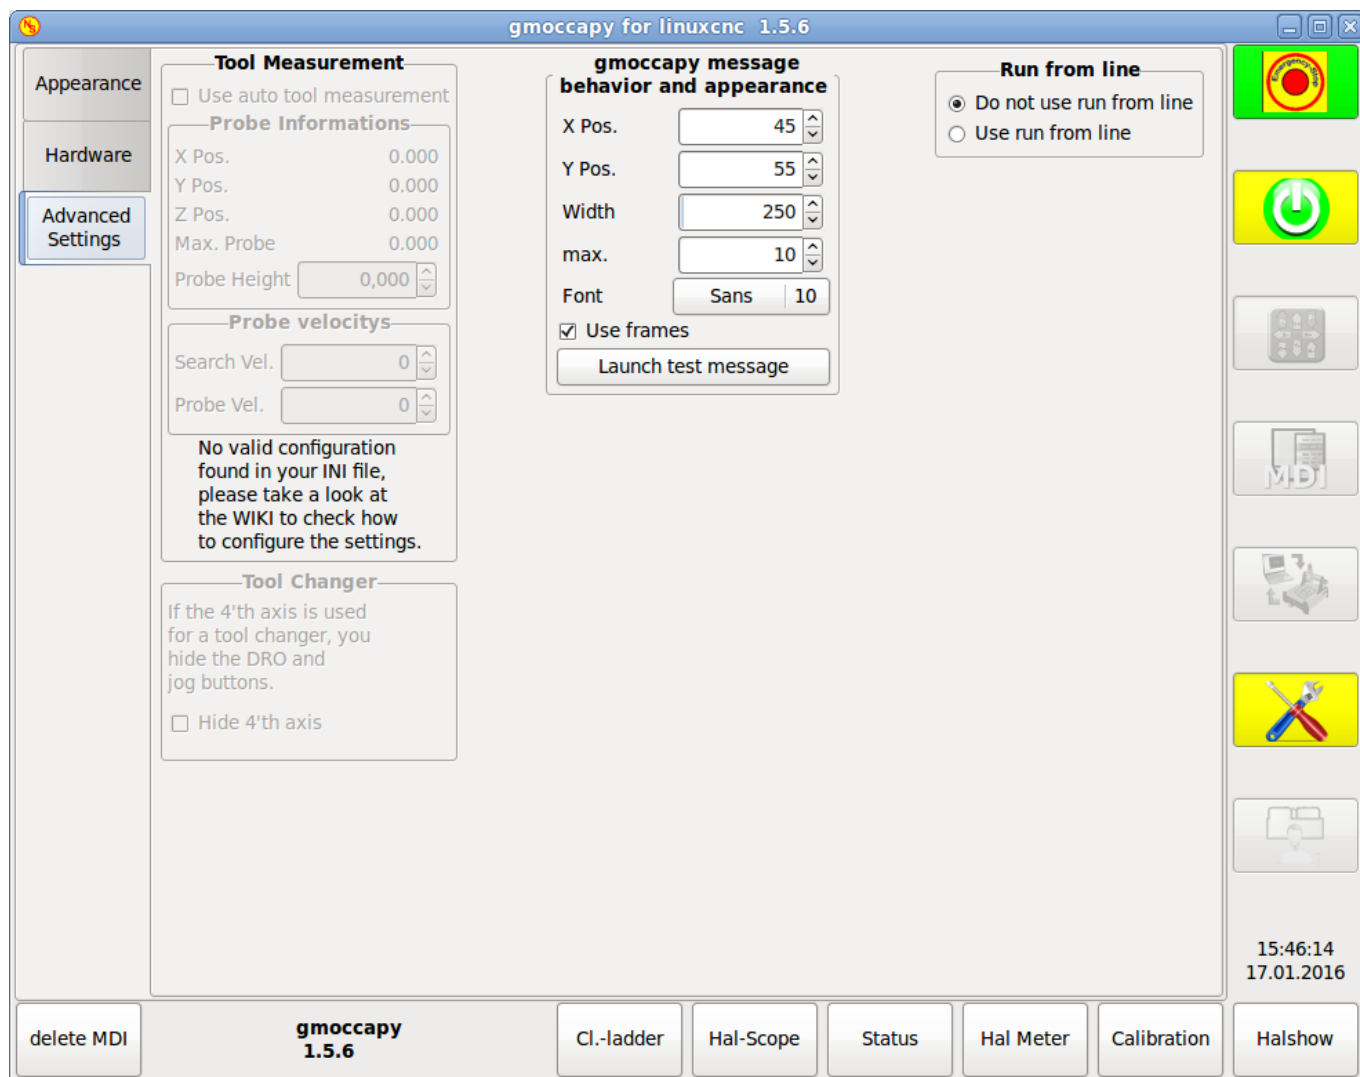 gmoccapy for linuxcnc 1.5.6
Appearance
Hardware
Advanced
Settings
Tool Measurement
Use auto tool measurement
Probe Informations
X Pos. 0.000
Y Pos. 0.000
Z Pos. 0.000
Max. Probe 0.000
Probe Height 0,000
Probe velocitys
Search Vel. 0
Probe Vel. 0
No valid configuration
found in your INI file,
please take a look at
the WIKI to check how
to configure the settings.
Tool Changer
If the 4'th axis is used
for a tool changer, you
hide the DRO and
jog buttons.
Hide 4'th axis
gmoccapy message
behavior and appearance
X Pos. 45
Y Pos. 55
Width 250
max. 10
Font Sans 10
Use frames
Launch test message
Run from line
Do not use run from line
Use run from line
Emergency-Stop
MDI
15:46:14
17.01.2016
delete MDI
gmoccapy
1.5.6
Cl.-ladder
Hal-Scope
Status
Hal Meter
Calibration
Halshow